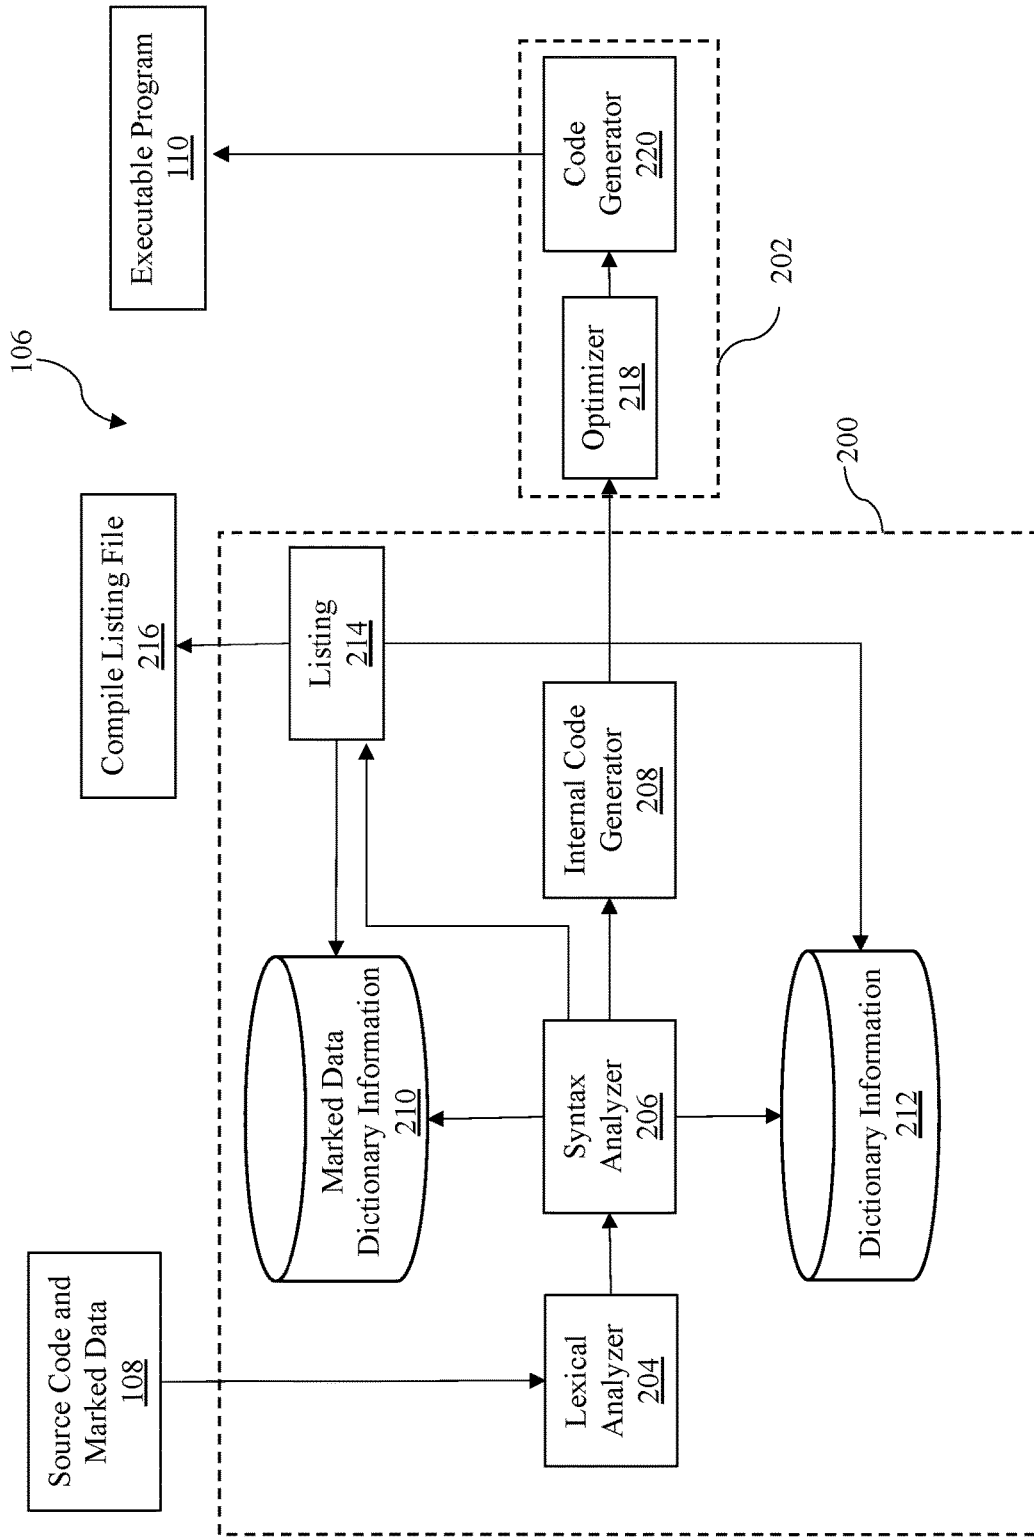 106
Source Code and
Marked Data
108
Compile Listing File
216
Executable Program
110
Marked Data
Dictionary Information
210
Listing
214
Lexical
Analyzer
204
Syntax
Analyzer
206
Internal Code
Generator
208
Optimizer
218
Code
Generator
220
202
Dictionary Information
212
200